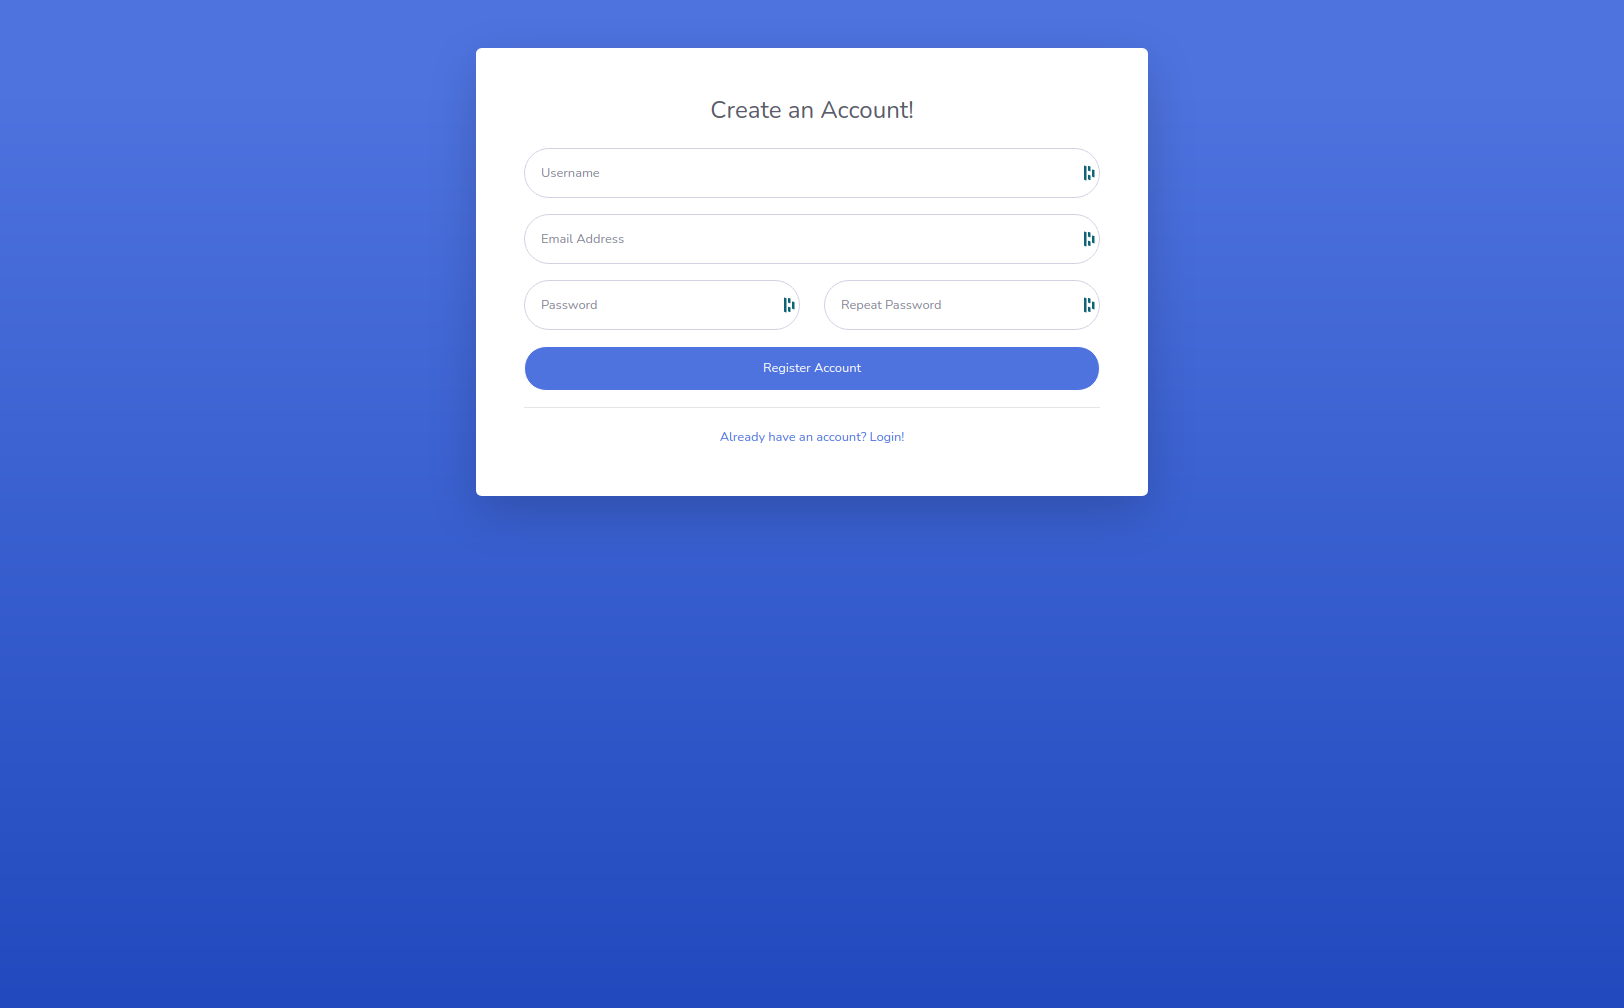 Create an Account!
Username
Email Address
Password
Repeat Password
Register Account
Already have an account? Login!